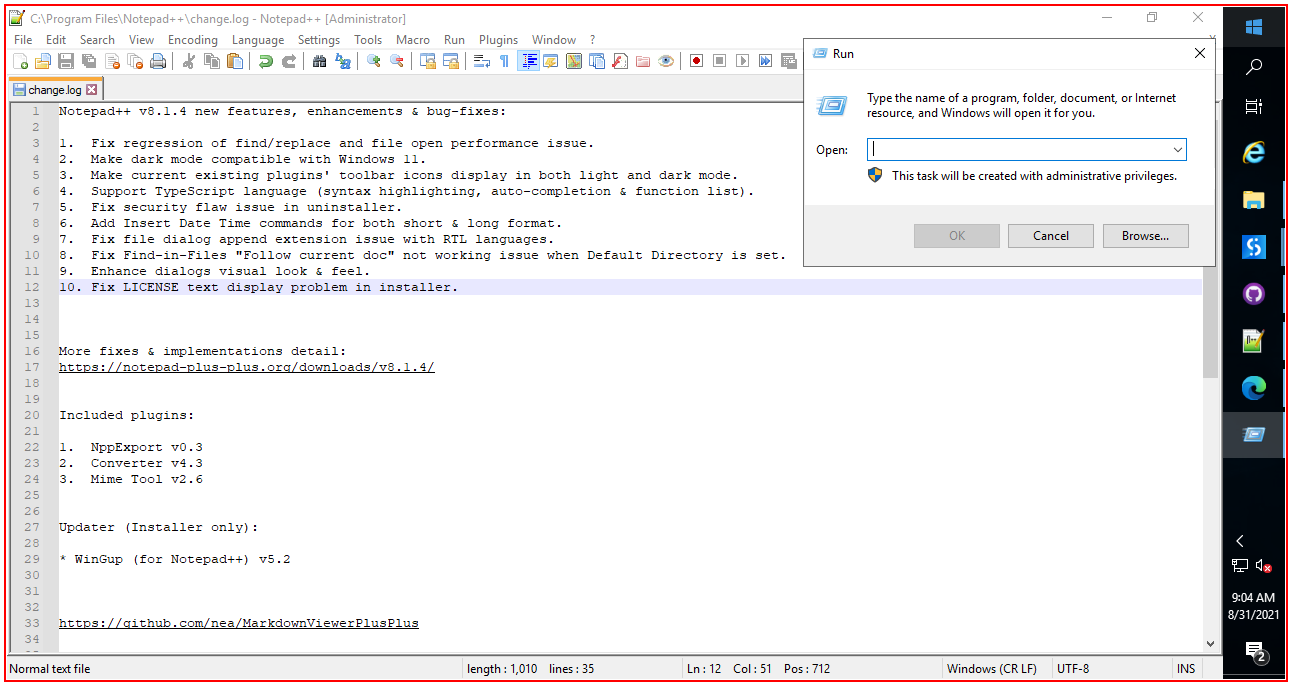 C:\Program Files\Notepad++\change.log - Notepad++ [Administrator]
File Edit Search View Encoding Language Settings Tools Macro Run Plugins Window ?
change.log
1 Notepad++ v8.1.4 new features, enhancements & bug-fixes:
2
3 1.  Fix regression of find/replace and file open performance issue.
4 2.  Make dark mode compatible with Windows 11.
5 3.  Make current existing plugins' toolbar icons display in both light and dark mode.
6 4.  Support TypeScript language (syntax highlighting, auto-completion & function list).
7 5.  Fix security flaw issue in uninstaller.
8 6.  Add Insert Date Time commands for both short & long format.
9 7.  Fix file dialog append extension issue with RTL languages.
10 8.  Fix Find-in-Files "Follow current doc" not working issue when Default Directory is set.
11 9.  Enhance dialogs visual look & feel.
12 10. Fix LICENSE text display problem in installer.
13
14
15
16 More fixes & implementations detail:
17 https://notepad-plus-plus.org/downloads/v8.1.4/
18
19
20 Included plugins:
21
22 1.  NppExport v0.3
23 2.  Converter v4.3
24 3.  Mime Tool v2.6
25
26
27 Updater (Installer only):
28
29 * WinGup (for Notepad++) v5.2
30
31
32
33 https://github.com/nea/MarkdownViewerPlusPlus
34
Normal text file length : 1,010 lines : 35 Ln : 12 Col : 51 Pos : 712 Windows (CR LF) UTF-8 INS
Run
Type the name of a program, folder, document, or Internet
resource, and Windows will open it for you.
Open:
This task will be created with administrative privileges.
OK Cancel Browse...
9:04 AM
8/31/2021
2